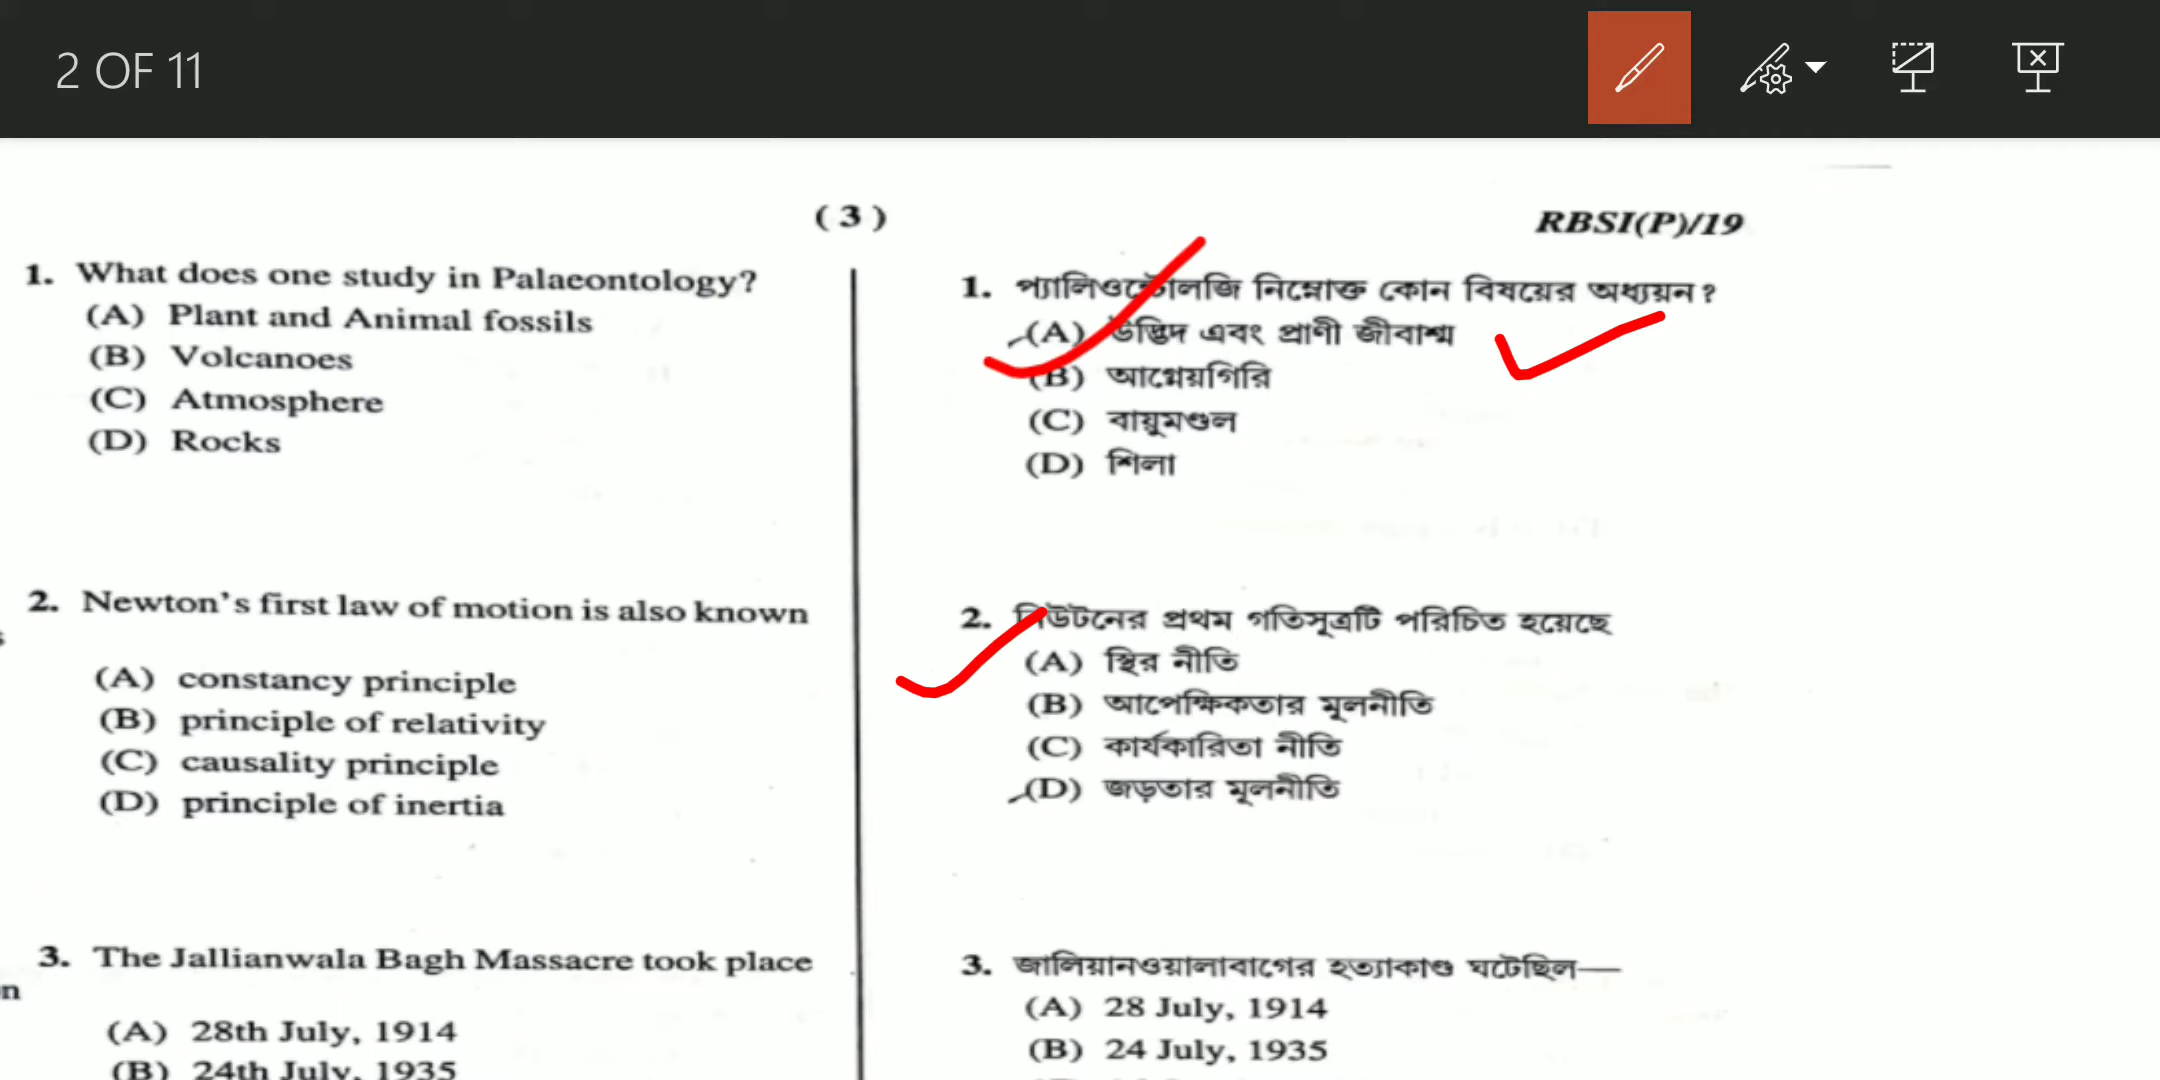 2 OF 11
( 3 )
RBSI(P)/19
1. What does one study in Palaeontology?
(A) Plant and Animal fossils
(B) Volcanoes
(C) Atmosphere
(D) Rocks
2. Newton's first law of motion is also known
s
(A) constancy principle
(B) principle of relativity
(C) causality principle
(D) principle of inertia
3. The Jallianwala Bagh Massacre took place
n
(A) 28th July, 1914
(B) 24th July, 1935
1. প্যালিওন্টোলজি নিম্নোক্ত কোন বিষয়ের অধ্যয়ন ?
(A) উদ্ভিদ এবং প্রাণী জীবাশ্ম
(B) আগ্নেয়গিরি
(C) বায়ুমণ্ডল
(D) শিলা
2. নিউটনের প্রথম গতিসূত্রটি পরিচিত হয়েছে
(A) স্থির নীতি
(B) আপেক্ষিকতার মূলনীতি
(C) কার্যকারিতা নীতি
(D) জড়তার মূলনীতি
3. জালিয়ানওয়ালাবাগের হত্যাকাণ্ড ঘটেছিল—
(A) 28 July, 1914
(B) 24 July, 1935